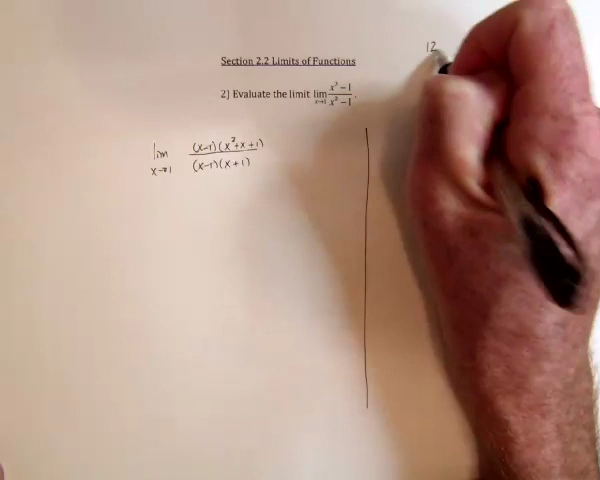 Section 2.2 Limits of Functions
2) Evaluate the limit lim x→1 x³ − 1 / x² − 1 .
lim x→1 (x−1)(x²+x+1) / (x−1)(x+1)
12